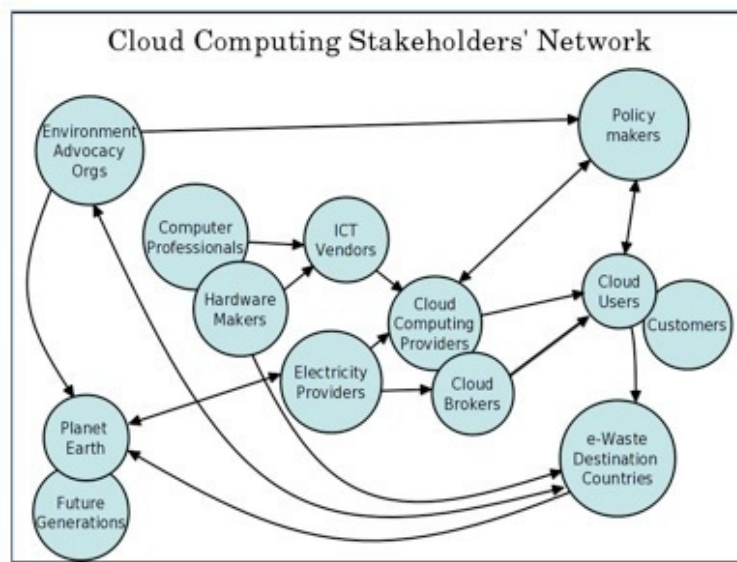 Cloud Computing Stakeholders' Network
Environment
Advocacy
Orgs
Policy
makers
Computer
Professionals
ICT
Vendors
Hardware
Makers
Cloud
Computing
Providers
Cloud
Users
Customers
Electricity
Providers
Cloud
Brokers
Planet
Earth
e-Waste
Destination
Countries
Future
Generations